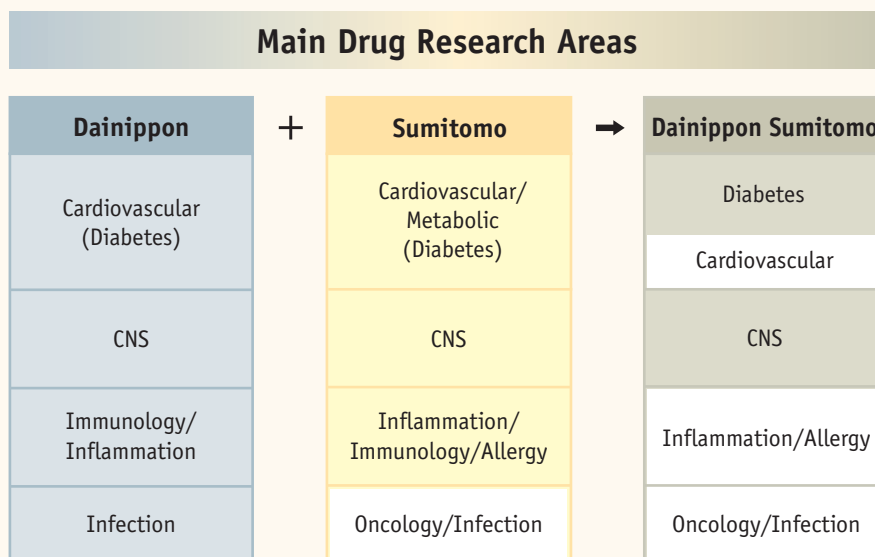 Main Drug Research Areas
Dainippon + Sumitomo → Dainippon Sumitomo
Cardiovascular
(Diabetes)
Cardiovascular/
Metabolic
(Diabetes)
Diabetes
Cardiovascular
CNS
CNS
CNS
Immunology/
Inflammation
Inflammation/
Immunology/Allergy
Inflammation/Allergy
Infection
Oncology/Infection
Oncology/Infection